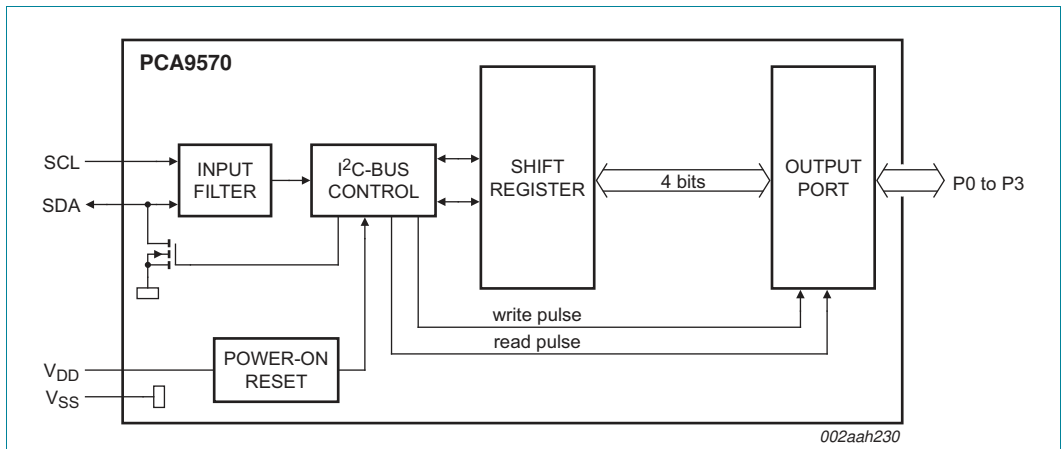 PCA9570
SCL
SDA
INPUT
FILTER
I²C-BUS
CONTROL
SHIFT
REGISTER
4 bits
OUTPUT
PORT
P0 to P3
write pulse
read pulse
VDD
VSS
POWER-ON
RESET
002aah230